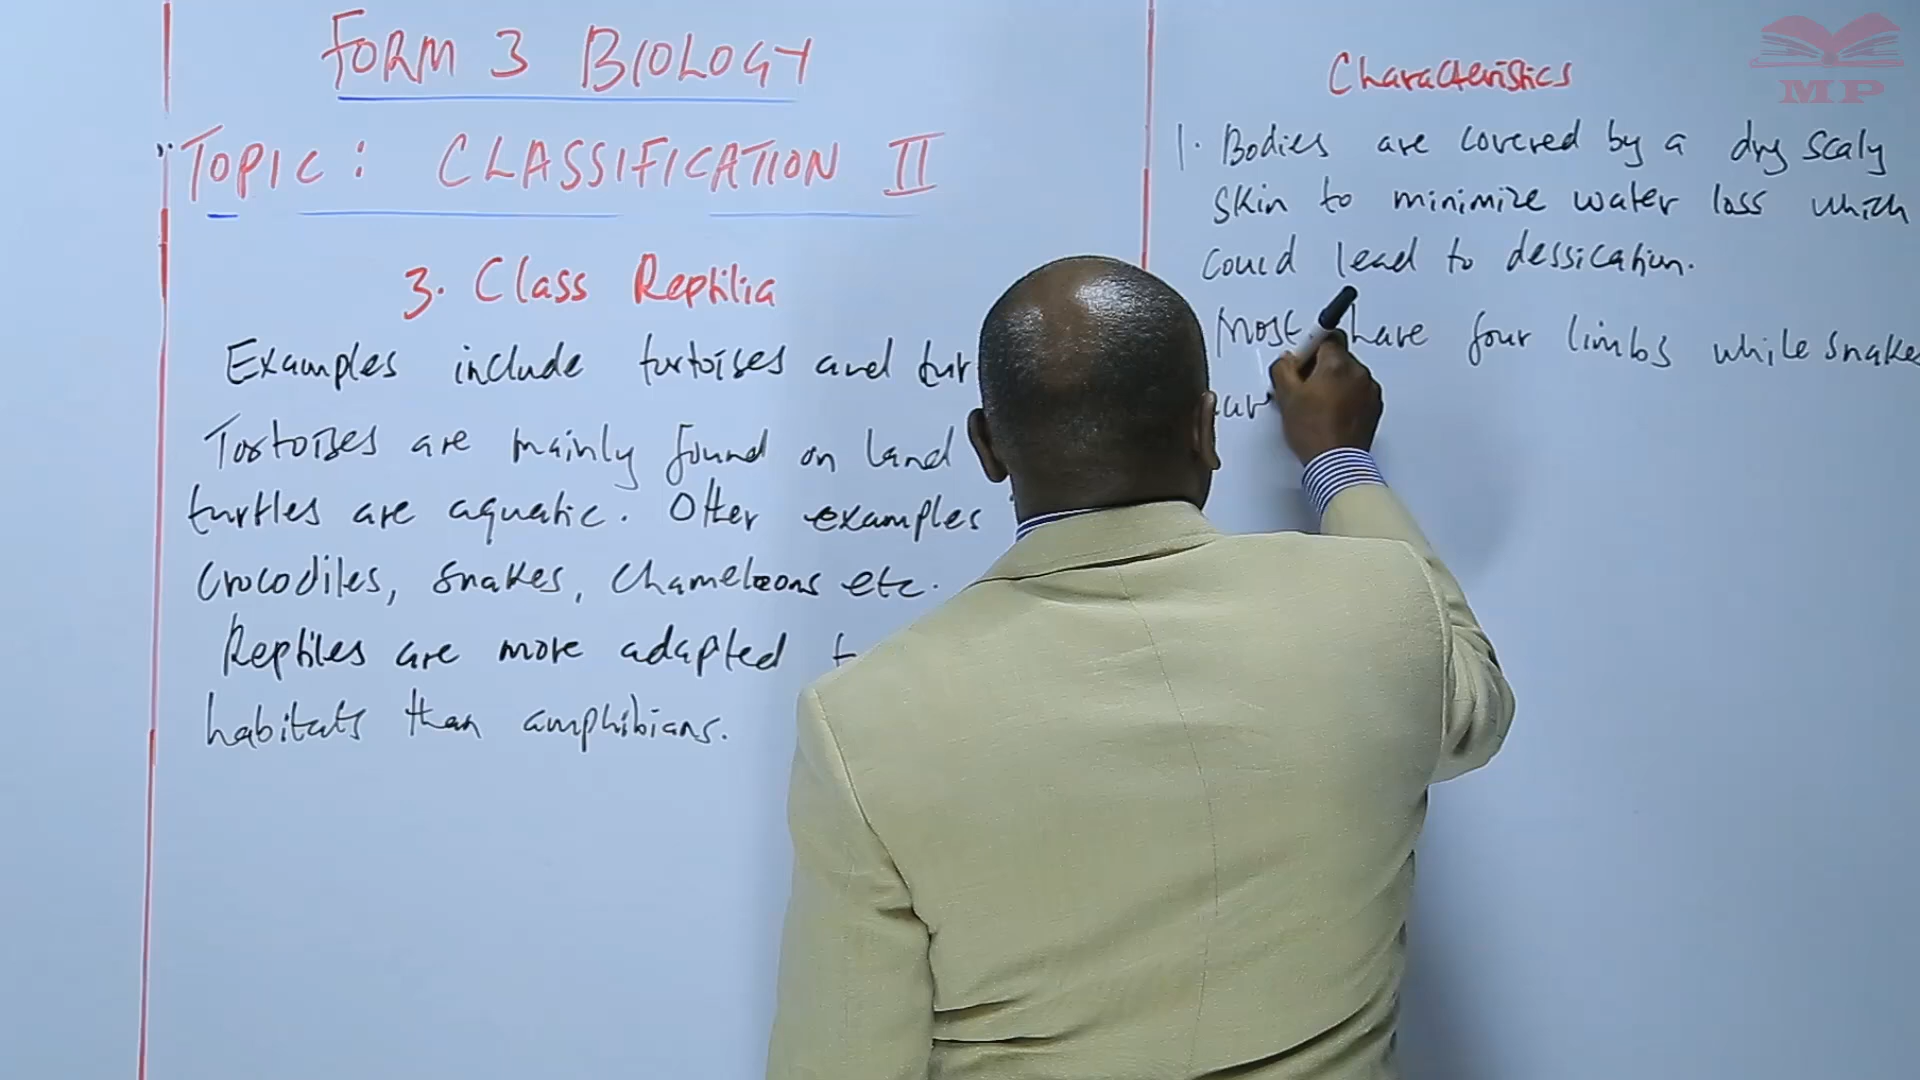 FORM 3 BIOLOGY
TOPIC: CLASSIFICATION II
3. Class Reptilia
Examples include tortoises and
Tortoises are mainly found on land
turtles are aquatic. Other examples
Crocodiles, snakes, chameleons etc.
Reptiles are more adapted
habitats than amphibians.
Characteristics
1. Bodies are covered by a dry scaly
skin to minimize water loss which
could lead to dessication.
Most have four limbs while snakes
MP